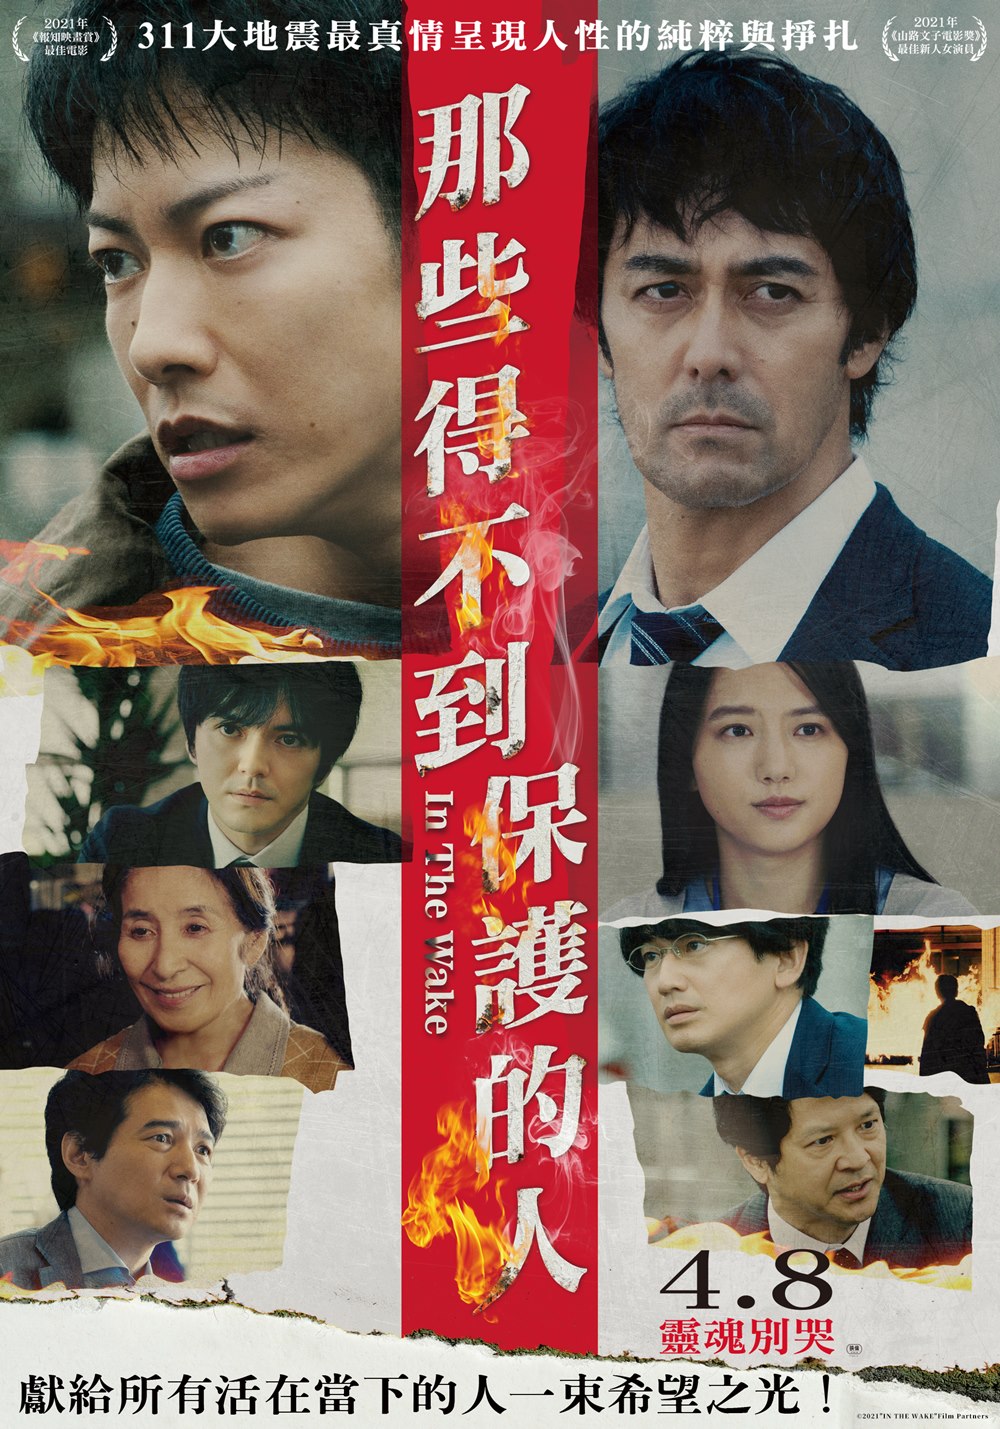 2021年
《報知映畫賞》
最佳電影
311大地震最真情呈現人性的純粹與掙扎
2021年
《山路文子電影獎》
最佳新人女演員
那些得不到
保護的人
In The Wake
4.8
靈魂別哭
獻給所有活在當下的人一束希望之光！
©2021"IN THE WAKE"Film Partners